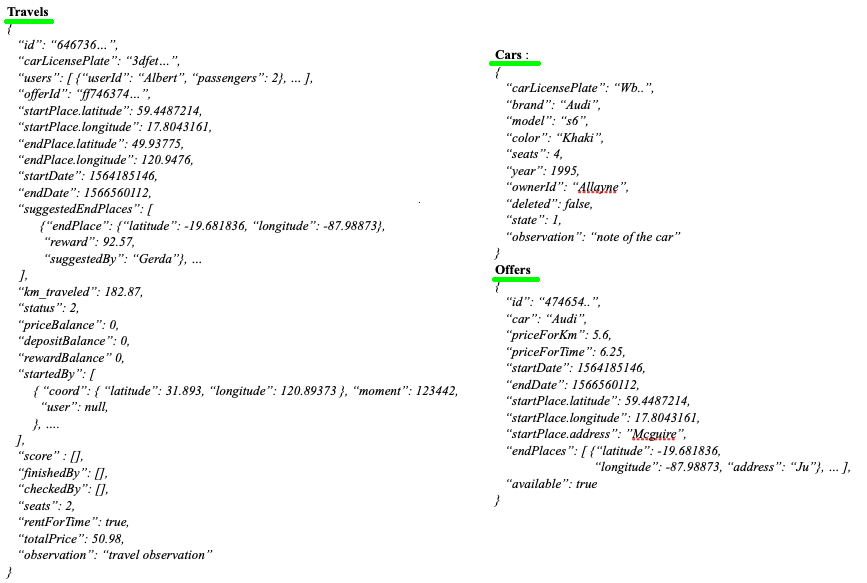 Travels
{
“id”: “646736…”,
“carLicensePlate”: “3dfet…”,
“users”: [ {“userId”: “Albert”, “passengers”: 2}, … ],
“offerId”: “ff746374…”,
“startPlace.latitude”: 59.4487214,
“startPlace.longitude”: 17.8043161,
“endPlace.latitude”: 49.93775,
“endPlace.longitude”: 120.9476,
“startDate”: 1564185146,
“endDate”: 1566560112,
“suggestedEndPlaces”: [
{“endPlace”: {“latitude”: -19.681836, “longitude”: -87.98873},
“reward”: 92.57,
“suggestedBy”: “Gerda”}, …
],
“km_traveled”: 182.87,
“status”: 2,
“priceBalance”: 0,
“depositBalance”: 0,
“rewardBalance” 0,
“startedBy”: [
{ “coord”: { “latitude”: 31.893, “longitude”: 120.89373 }, “moment”: 123442,
“user”: null,
}, ….
],
“score” : [],
“finishedBy”: [],
“checkedBy”: [],
“seats”: 2,
“rentForTime”: true,
“totalPrice”: 50.98,
“observation”: “travel observation”
}
Cars :
{
“carLicensePlate”: “Wb..”,
“brand”: “Audi”,
“model”: “s6”,
“color”: “Khaki”,
“seats”: 4,
“year”: 1995,
“ownerId”: “Allayne”,
“deleted”: false,
“state”: 1,
“observation”: “note of the car”
}
Offers
{
“id”: “474654..”,
“car”: “Audi”,
“priceForKm”: 5.6,
“priceForTime”: 6.25,
“startDate”: 1564185146,
“endDate”: 1566560112,
“startPlace.latitude”: 59.4487214,
“startPlace.longitude”: 17.8043161,
“startPlace.address”: ”Mcguire”,
“endPlaces”: [ {“latitude”: -19.681836,
“longitude”: -87.98873, “address”: “Ju”}, … ],
“available”: true
}